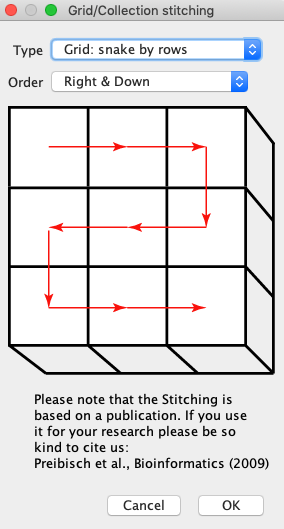 Grid/Collection stitching
Type Grid: snake by rows
Order Right & Down
Please note that the Stitching is
based on a publication. If you use
it for your research please be so
kind to cite us:
Preibisch et al., Bioinformatics (2009)
Cancel OK